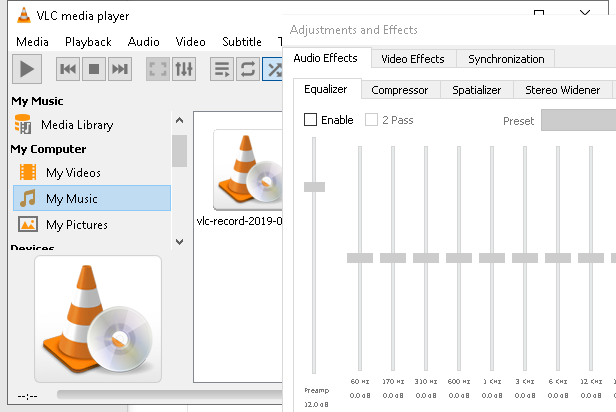 VLC media player
Media Playback Audio Video Subtitle T
My Music
Media Library
My Computer
My Videos
My Music
My Pictures
Devices
vlc-record-2019-0
--:--
Adjustments and Effects
Audio Effects Video Effects Synchronization
Equalizer Compressor Spatializer Stereo Widener
Enable 2 Pass Preset
60 Hz 170 Hz 310 Hz 600 Hz 1 KHz 3 KHz 6 KHz 12 KHz
Preamp 0.0 dB 0.0 dB 0.0 dB 0.0 dB 0.0 dB 0.0 dB 0.0 dB 0.0 dB
12.0 dB